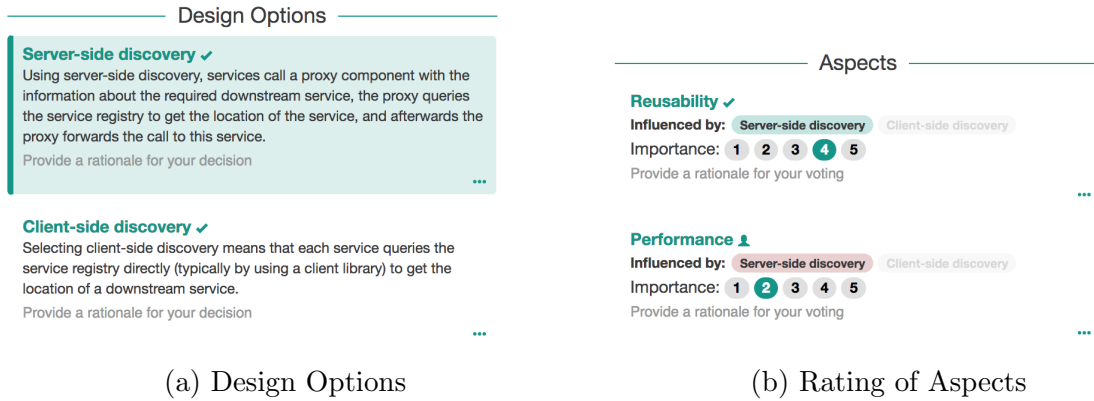 Design Options
Server-side discovery
Using server-side discovery, services call a proxy component with the
information about the required downstream service, the proxy queries
the service registry to get the location of the service, and afterwards the
proxy forwards the call to this service.
Provide a rationale for your decision
Client-side discovery
Selecting client-side discovery means that each service queries the
service registry directly (typically by using a client library) to get the
location of a downstream service.
Provide a rationale for your decision
(a) Design Options
Aspects
Reusability
Influenced by: Server-side discovery Client-side discovery
Importance: 1 2 3 4 5
Provide a rationale for your voting
Performance
Influenced by: Server-side discovery Client-side discovery
Importance: 1 2 3 4 5
Provide a rationale for your voting
(b) Rating of Aspects